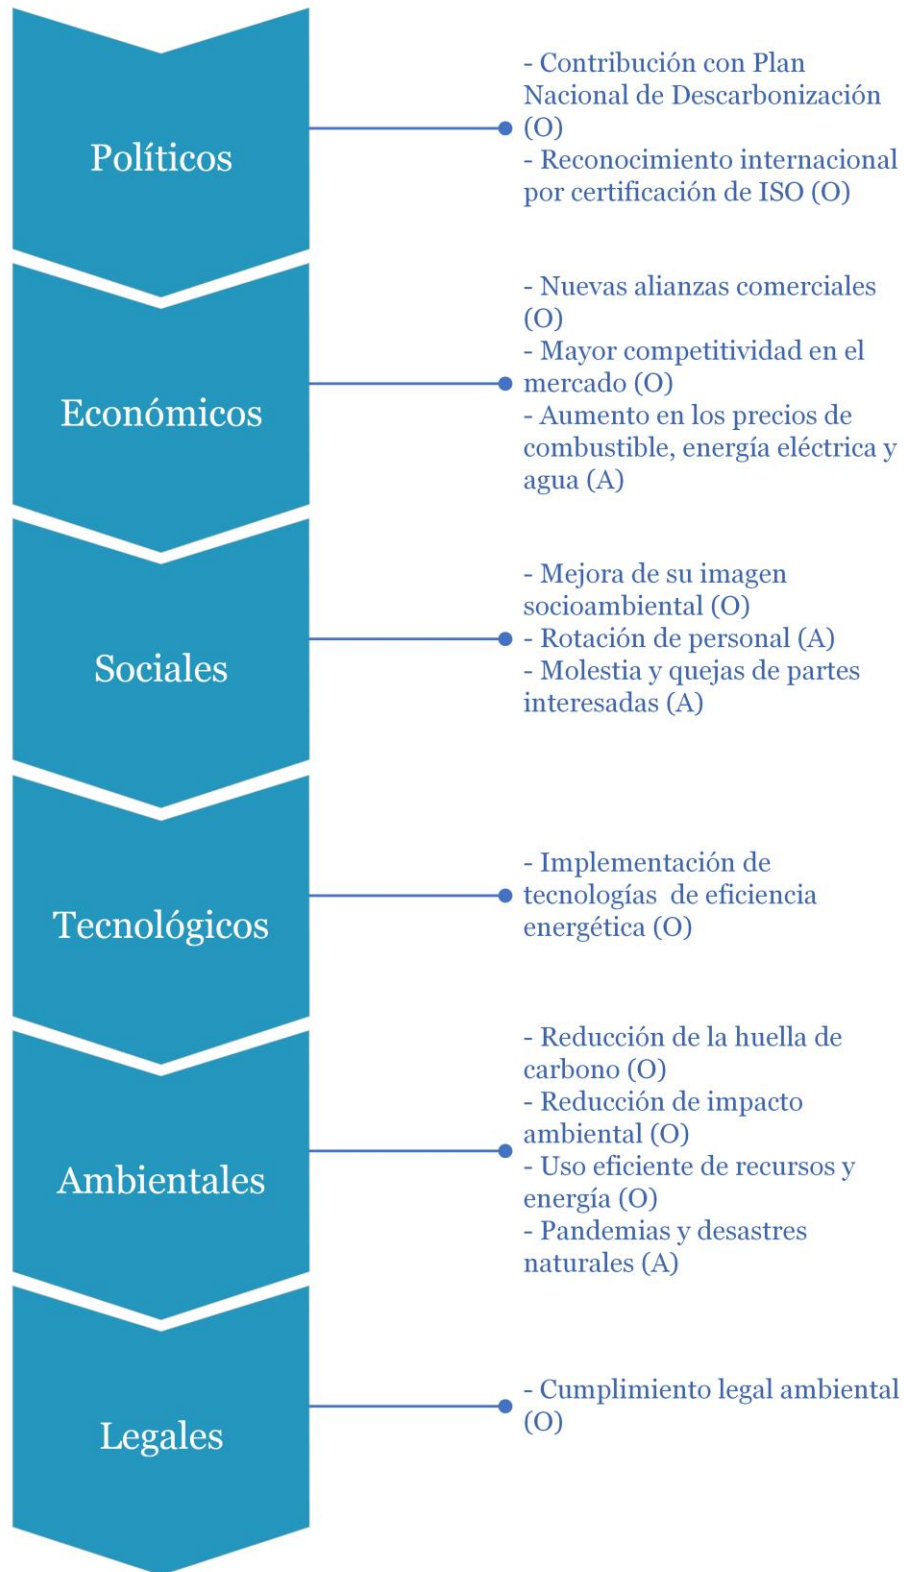 Políticos
- Contribución con Plan
Nacional de Descarbonización
(O)
- Reconocimiento internacional
por certificación de ISO (O)
Económicos
- Nuevas alianzas comerciales
(O)
- Mayor competitividad en el
mercado (O)
- Aumento en los precios de
combustible, energía eléctrica y
agua (A)
Sociales
- Mejora de su imagen
socioambiental (O)
- Rotación de personal (A)
- Molestia y quejas de partes
interesadas (A)
Tecnológicos
- Implementación de
tecnologías  de eficiencia
energética (O)
Ambientales
- Reducción de la huella de
carbono (O)
- Reducción de impacto
ambiental (O)
- Uso eficiente de recursos y
energía (O)
- Pandemias y desastres
naturales (A)
Legales
- Cumplimiento legal ambiental
(O)